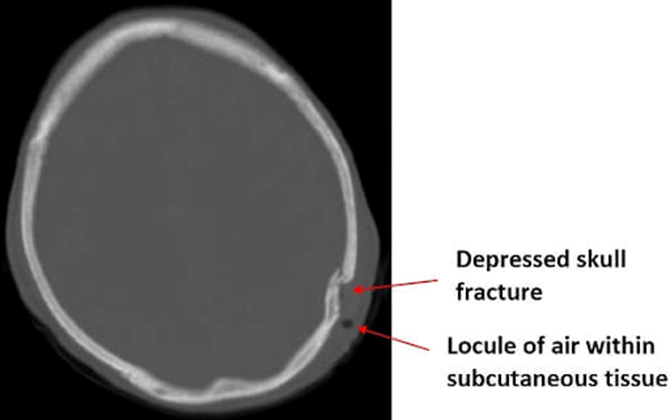 Depressed skull
fracture
Locule of air within
subcutaneous tissue